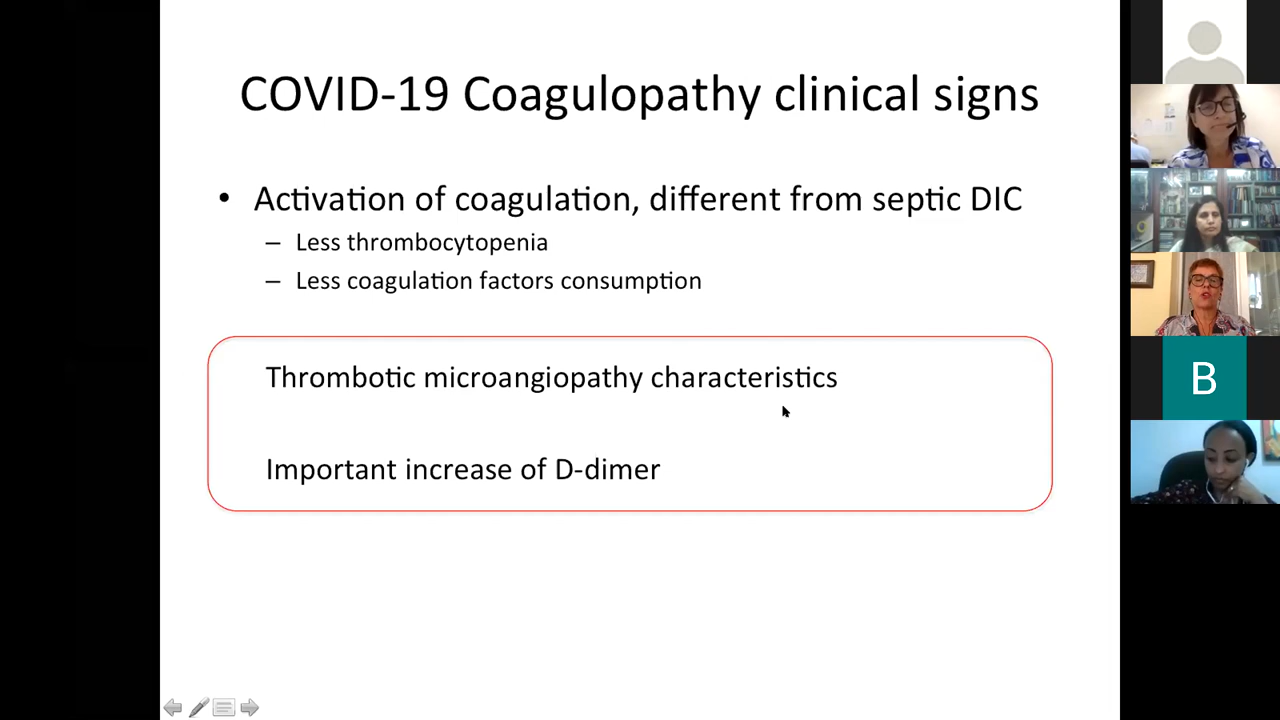 COVID-19 Coagulopathy clinical signs
• Activation of coagulation, different from septic DIC
– Less thrombocytopenia
– Less coagulation factors consumption
Thrombotic microangiopathy characteristics
Important increase of D-dimer
B